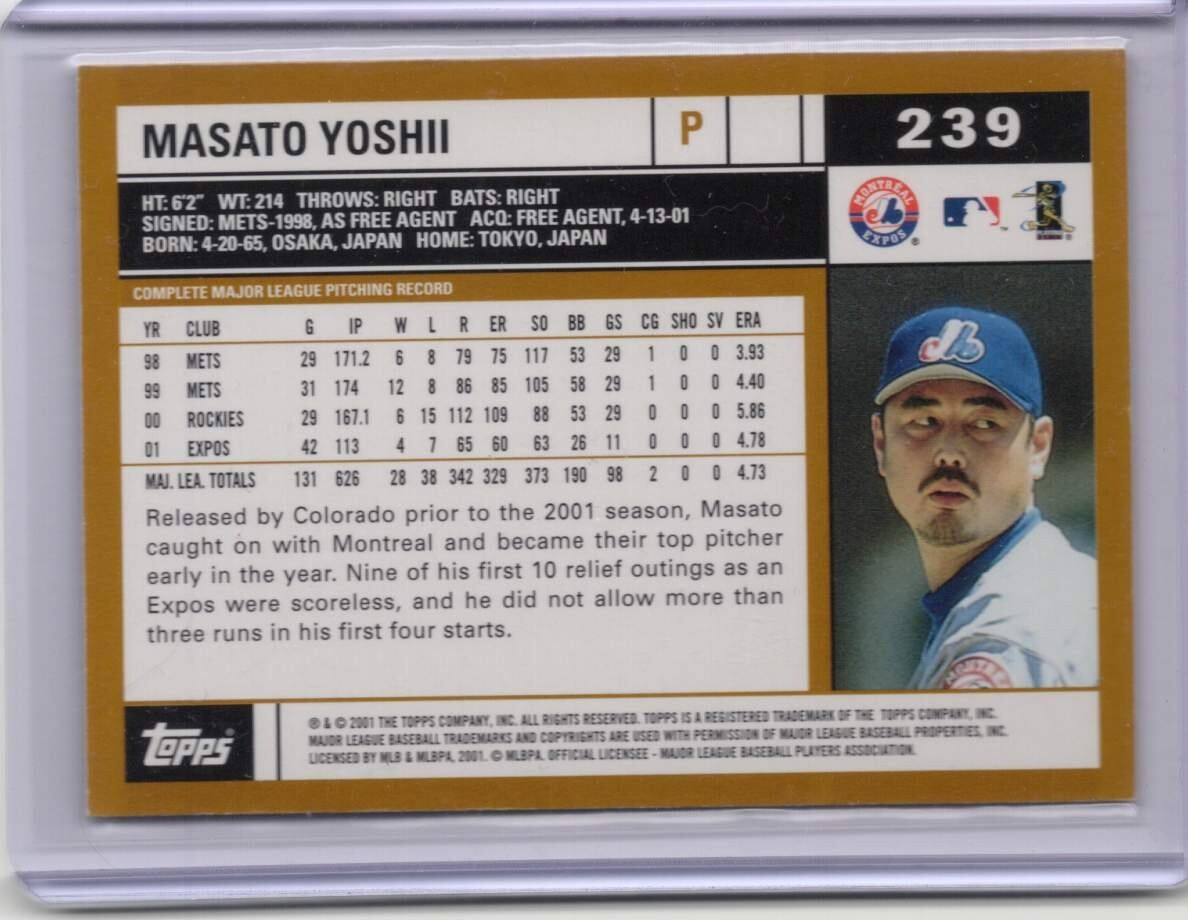 MASATO YOSHII P 239
HT: 6'2" WT: 214 THROWS: RIGHT BATS: RIGHT
SIGNED: METS-1998, AS FREE AGENT ACQ: FREE AGENT, 4-13-01
BORN: 4-20-65, OSAKA, JAPAN HOME: TOKYO, JAPAN
MONTRÉAL
EXPOS
COMPLETE MAJOR LEAGUE PITCHING RECORD
YR CLUB G IP W L R ER SO BB GS CG SHO SV ERA
98 METS 29 171.2 6 8 79 75 117 53 29 1 0 0 3.93
99 METS 31 174 12 8 86 85 105 58 29 1 0 0 4.40
00 ROCKIES 29 167.1 6 15 112 109 88 53 29 0 0 0 5.86
01 EXPOS 42 113 4 7 65 60 63 26 11 0 0 0 4.78
MAJ. LEA. TOTALS 131 626 28 38 342 329 373 190 98 2 0 0 4.73
Released by Colorado prior to the 2001 season, Masato
caught on with Montreal and became their top pitcher
early in the year. Nine of his first 10 relief outings as an
Expos were scoreless, and he did not allow more than
three runs in his first four starts.
topps
® & © 2001 THE TOPPS COMPANY, INC. ALL RIGHTS RESERVED. TOPPS IS A REGISTERED TRADEMARK OF THE TOPPS COMPANY, INC.
MAJOR LEAGUE BASEBALL TRADEMARKS AND COPYRIGHTS ARE USED WITH PERMISSION OF MAJOR LEAGUE BASEBALL PROPERTIES, INC.
LICENSED BY MLB & MLBPA, 2001. © MLBPA. OFFICIAL LICENSEE - MAJOR LEAGUE BASEBALL PLAYERS ASSOCIATION.